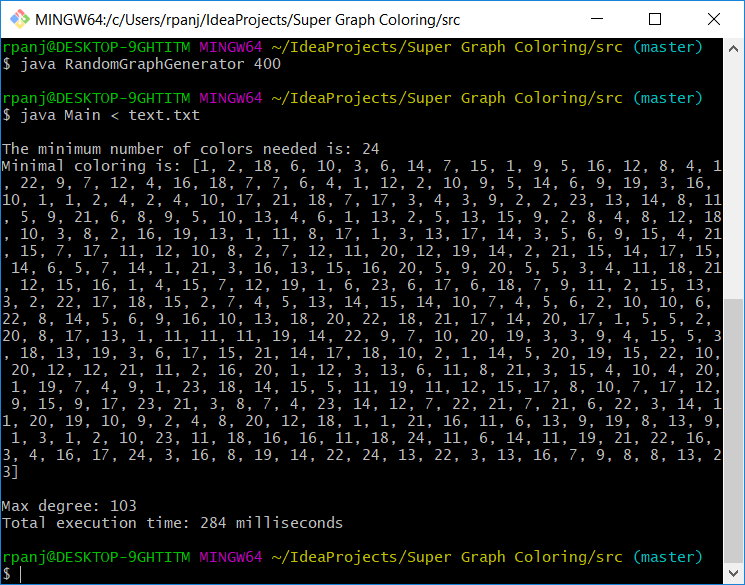 MINGW64:/c/Users/rpanj/IdeaProjects/Super Graph Coloring/src
rpanj@DESKTOP-9GHTITM MINGW64 ~/IdeaProjects/Super Graph Coloring/src (master)
$ java RandomGraphGenerator 400
rpanj@DESKTOP-9GHTITM MINGW64 ~/IdeaProjects/Super Graph Coloring/src (master)
$ java Main < text.txt
The minimum number of colors needed is: 24
Minimal coloring is: [1, 2, 18, 6, 10, 3, 6, 14, 7, 15, 1, 9, 5, 16, 12, 8, 4, 1
, 22, 9, 7, 12, 4, 16, 18, 7, 7, 6, 4, 1, 12, 2, 10, 9, 5, 14, 6, 9, 19, 3, 16,
10, 1, 1, 2, 4, 2, 4, 10, 17, 21, 18, 7, 17, 3, 4, 3, 9, 2, 2, 23, 13, 14, 8, 11
, 5, 9, 21, 6, 8, 9, 5, 10, 13, 4, 6, 1, 13, 2, 5, 13, 15, 9, 2, 8, 4, 8, 12, 18
, 10, 3, 8, 2, 16, 19, 13, 1, 11, 8, 17, 1, 3, 13, 17, 14, 3, 5, 6, 9, 15, 4, 21
, 15, 7, 17, 11, 12, 10, 8, 2, 7, 12, 11, 20, 12, 19, 14, 2, 21, 15, 14, 17, 15,
14, 6, 5, 7, 14, 1, 21, 3, 16, 13, 15, 16, 20, 5, 9, 20, 5, 5, 3, 4, 11, 18, 21
, 12, 15, 16, 1, 4, 15, 7, 12, 19, 1, 6, 23, 6, 17, 6, 18, 7, 9, 11, 2, 15, 13,
3, 2, 22, 17, 18, 15, 2, 7, 4, 5, 13, 14, 15, 14, 10, 7, 4, 5, 6, 2, 10, 10, 6,
22, 8, 14, 5, 6, 9, 16, 10, 13, 18, 20, 22, 18, 21, 17, 14, 20, 17, 1, 5, 5, 2,
20, 8, 17, 13, 1, 11, 11, 11, 19, 14, 22, 9, 7, 10, 20, 19, 3, 3, 9, 4, 15, 5, 3
, 18, 13, 19, 3, 6, 17, 15, 21, 14, 17, 18, 10, 2, 1, 14, 5, 20, 19, 15, 22, 10,
20, 12, 12, 21, 11, 2, 16, 20, 1, 12, 3, 13, 6, 11, 8, 21, 3, 15, 4, 10, 4, 20,
1, 19, 7, 4, 9, 1, 23, 18, 14, 15, 5, 11, 19, 11, 12, 15, 17, 8, 10, 7, 17, 12,
9, 15, 9, 17, 23, 21, 3, 8, 7, 4, 23, 14, 12, 7, 22, 21, 7, 21, 6, 22, 3, 14, 1
1, 20, 19, 10, 9, 2, 4, 8, 20, 12, 18, 1, 1, 21, 16, 11, 6, 13, 9, 19, 8, 13, 9,
1, 3, 1, 2, 10, 23, 11, 18, 16, 16, 11, 18, 24, 11, 6, 14, 11, 19, 21, 22, 16,
3, 4, 16, 17, 24, 3, 16, 8, 19, 14, 22, 24, 13, 22, 3, 13, 16, 7, 9, 8, 8, 13, 2
3]
Max degree: 103
Total execution time: 284 milliseconds
rpanj@DESKTOP-9GHTITM MINGW64 ~/IdeaProjects/Super Graph Coloring/src (master)
$